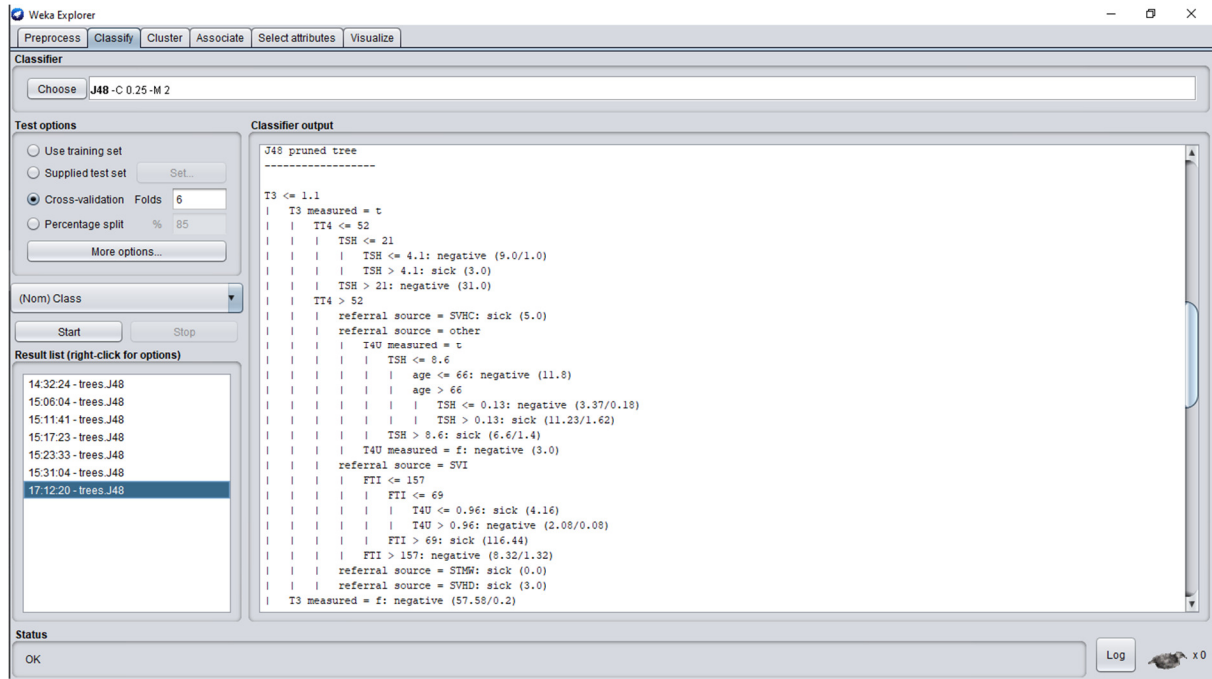 Weka Explorer
Preprocess Classify Cluster Associate Select attributes Visualize
Classifier
Choose J48 -C 0.25 -M 2
Test options
Use training set
Supplied test set Set...
Cross-validation Folds 6
Percentage split % 85
More options...
(Nom) Class
Start Stop
Result list (right-click for options)
14:32:24 - trees.J48
15:06:04 - trees.J48
15:11:41 - trees.J48
15:17:23 - trees.J48
15:23:33 - trees.J48
15:31:04 - trees.J48
17:12:20 - trees.J48
Classifier output
J48 pruned tree
------------------
T3 <= 1.1
| T3 measured = t
| | TT4 <= 52
| | | TSH <= 21
| | | | TSH <= 4.1: negative (9.0/1.0)
| | | | TSH > 4.1: sick (3.0)
| | | TSH > 21: negative (31.0)
| | TT4 > 52
| | | referral source = SVHC: sick (5.0)
| | | referral source = other
| | | | T4U measured = t
| | | | | TSH <= 8.6
| | | | | | age <= 66: negative (11.8)
| | | | | | age > 66
| | | | | | | TSH <= 0.13: negative (3.37/0.18)
| | | | | | | TSH > 0.13: sick (11.23/1.62)
| | | | | TSH > 8.6: sick (6.6/1.4)
| | | | T4U measured = f: negative (3.0)
| | | referral source = SVI
| | | | FTI <= 157
| | | | | FTI <= 69
| | | | | | T4U <= 0.96: sick (4.16)
| | | | | | T4U > 0.96: negative (2.08/0.08)
| | | | | FTI > 69: sick (116.44)
| | | | FTI > 157: negative (8.32/1.32)
| | | referral source = STMW: sick (0.0)
| | | referral source = SVHD: sick (3.0)
| T3 measured = f: negative (57.58/0.2)
Status
OK
Log x 0